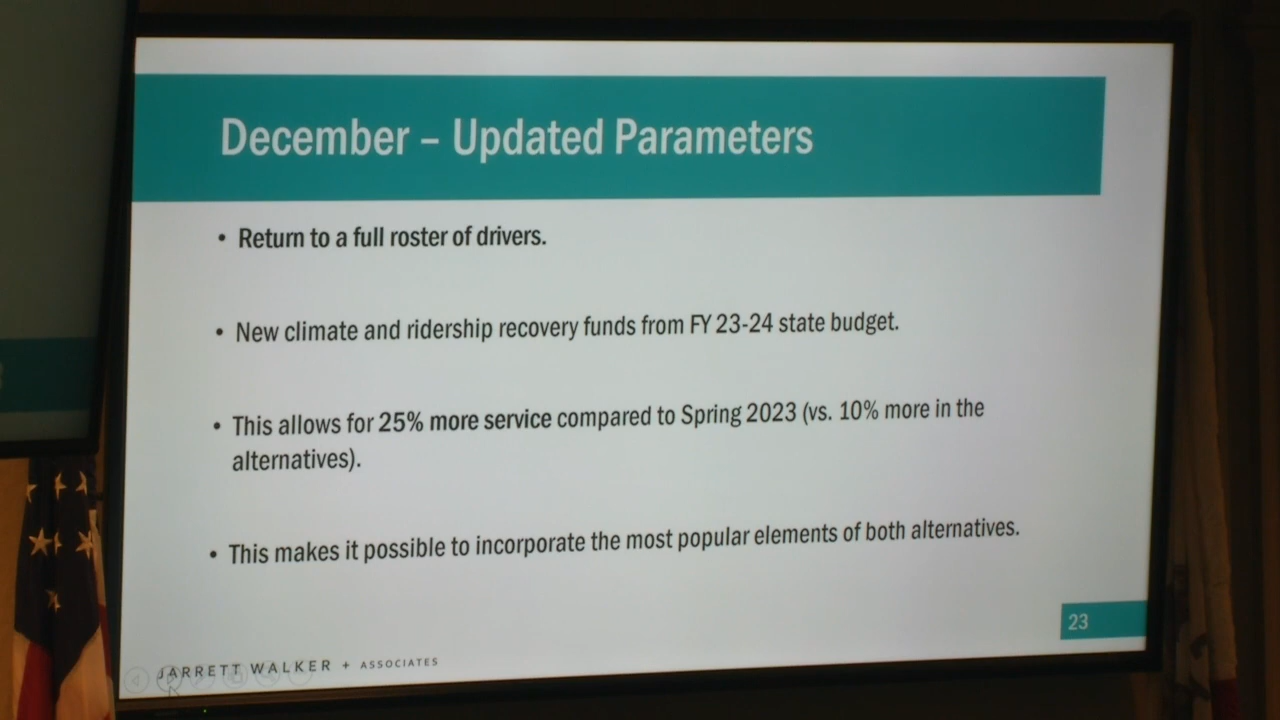 December – Updated Parameters
• Return to a full roster of drivers.
• New climate and ridership recovery funds from FY 23-24 state budget.
• This allows for 25% more service compared to Spring 2023 (vs. 10% more in the
alternatives).
• This makes it possible to incorporate the most popular elements of both alternatives.
23
JARRETT WALKER + ASSOCIATES